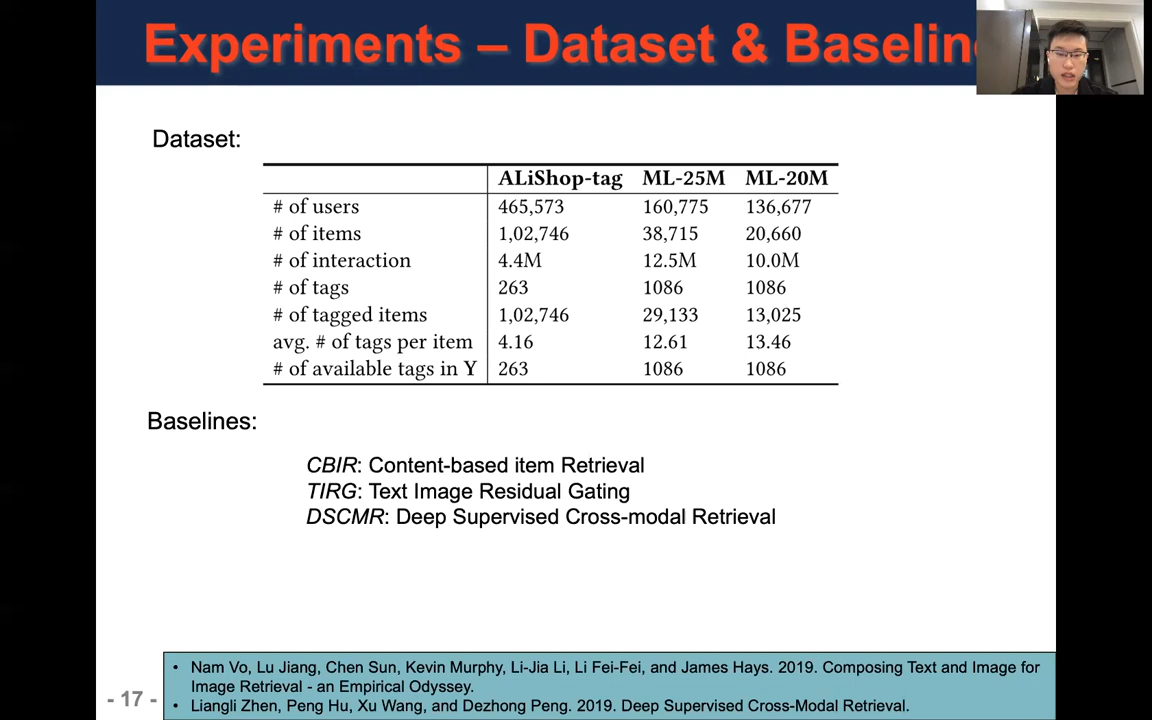 Experiments – Dataset & Baselin
Dataset:
ALiShop-tag ML-25M ML-20M
# of users 465,573 160,775 136,677
# of items 1,02,746 38,715 20,660
# of interaction 4.4M 12.5M 10.0M
# of tags 263 1086 1086
# of tagged items 1,02,746 29,133 13,025
avg. # of tags per item 4.16 12.61 13.46
# of available tags in Y 263 1086 1086
Baselines:
CBIR: Content-based item Retrieval
TIRG: Text Image Residual Gating
DSCMR: Deep Supervised Cross-modal Retrieval
• Nam Vo, Lu Jiang, Chen Sun, Kevin Murphy, Li-Jia Li, Li Fei-Fei, and James Hays. 2019. Composing Text and Image for
Image Retrieval - an Empirical Odyssey.
• Liangli Zhen, Peng Hu, Xu Wang, and Dezhong Peng. 2019. Deep Supervised Cross-Modal Retrieval.
- 17 -